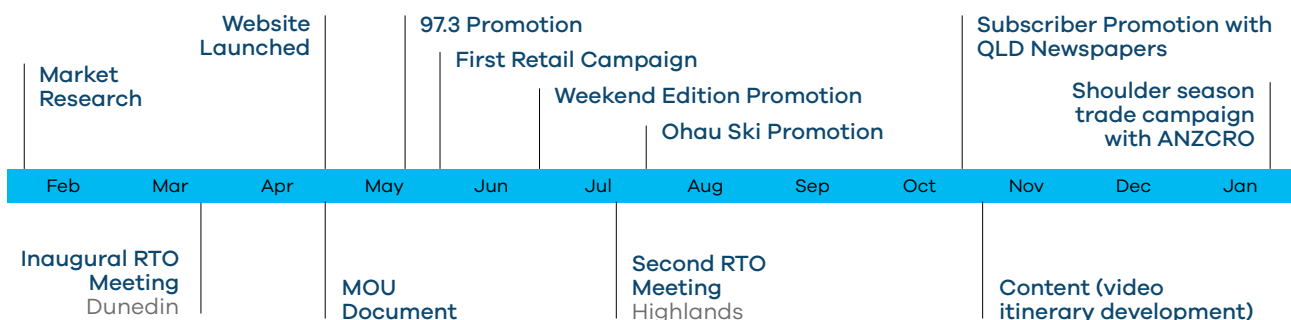 Website
Launched
97.3 Promotion
Subscriber Promotion with
QLD Newspapers
First Retail Campaign
Market
Research
Weekend Edition Promotion
Shoulder season
trade campaign
with ANZCRO
Ohau Ski Promotion
Feb Mar Apr May Jun Jul Aug Sep Oct Nov Dec Jan
Inaugural RTO
Meeting
Dunedin
MOU
Document
Second RTO
Meeting
Highlands
Content (video
itinerary development)